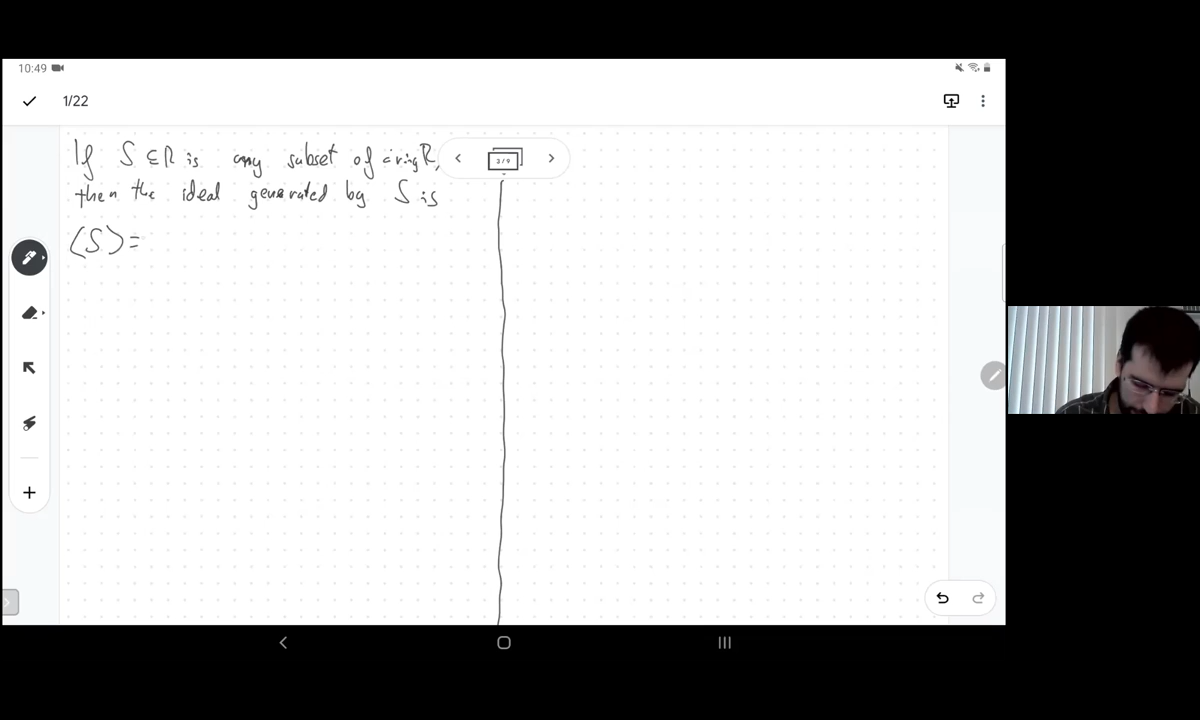 10:49
1/22
If S ⊆ R is any subset of a ring R,
3/9
then the ideal generated by S is
(S) =